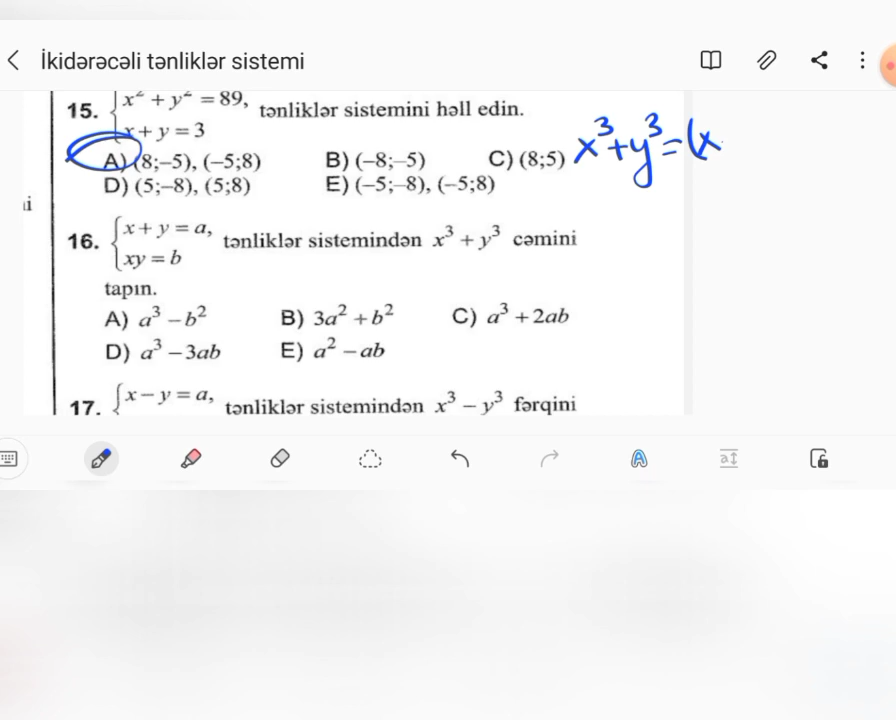 İkidərəcəli tənliklər sistemi
15. x² + y² = 89,
x + y = 3
tənliklər sistemini həll edin.
A) (8;–5), (–5;8) B) (–8;–5) C) (8;5)
D) (5;–8), (5;8) E) (–5;–8), (–5;8)
x³+y³=(x
16. x + y = a,
xy = b
tənliklər sistemindən x³ + y³ cəmini
tapın.
A) a³ – b² B) 3a² + b² C) a³ + 2ab
D) a³ – 3ab E) a² – ab
17. x – y = a,
tənliklər sistemindən x³ – y³ fərqini